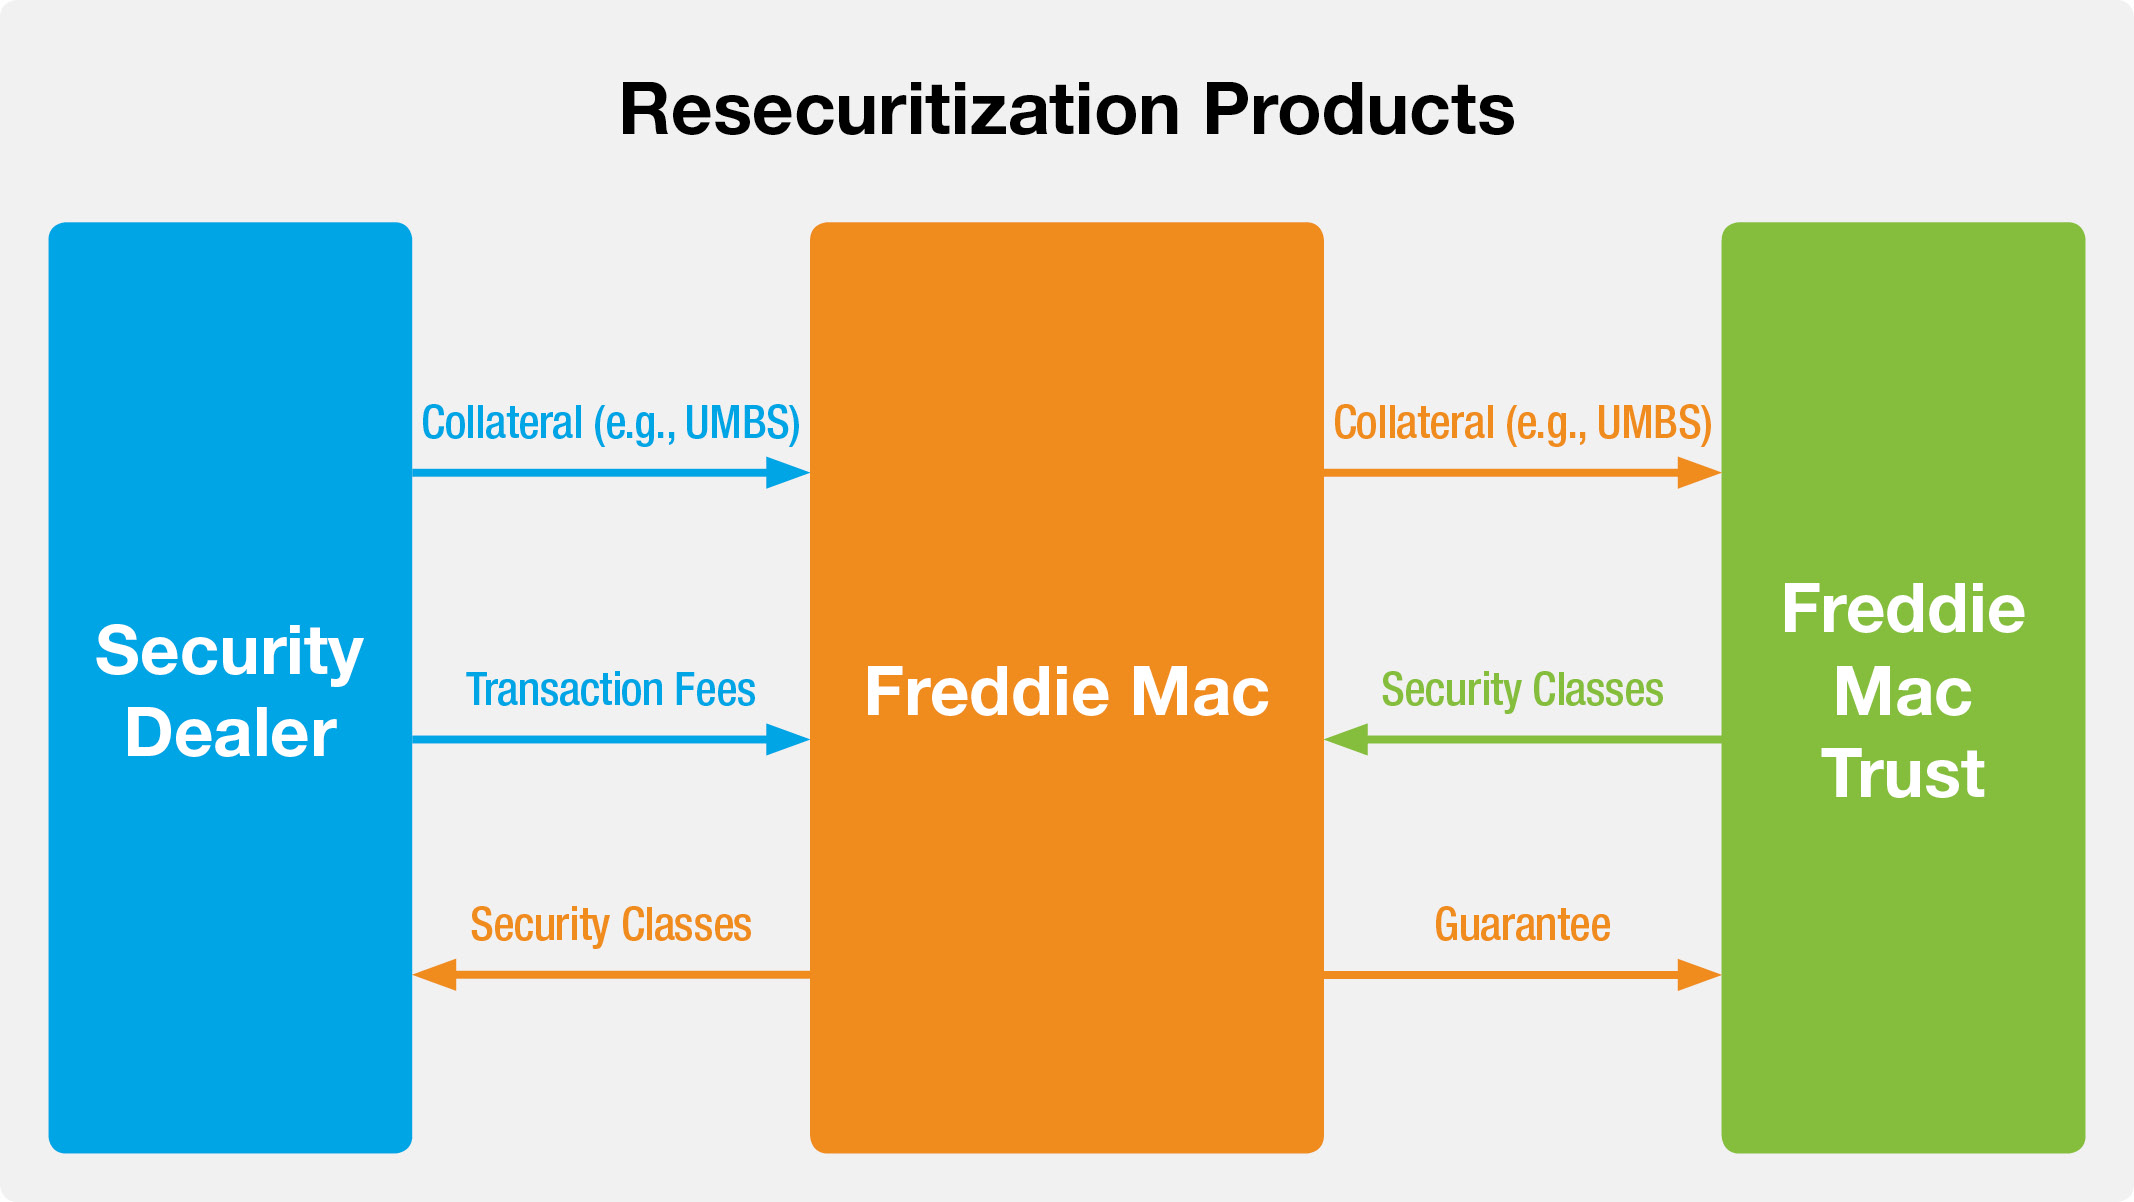 Resecuritization Products
Collateral (e.g., UMBS)
Collateral (e.g., UMBS)
Security
Dealer
Transaction Fees
Freddie Mac
Security Classes
Freddie
Mac
Trust
Security Classes
Guarantee